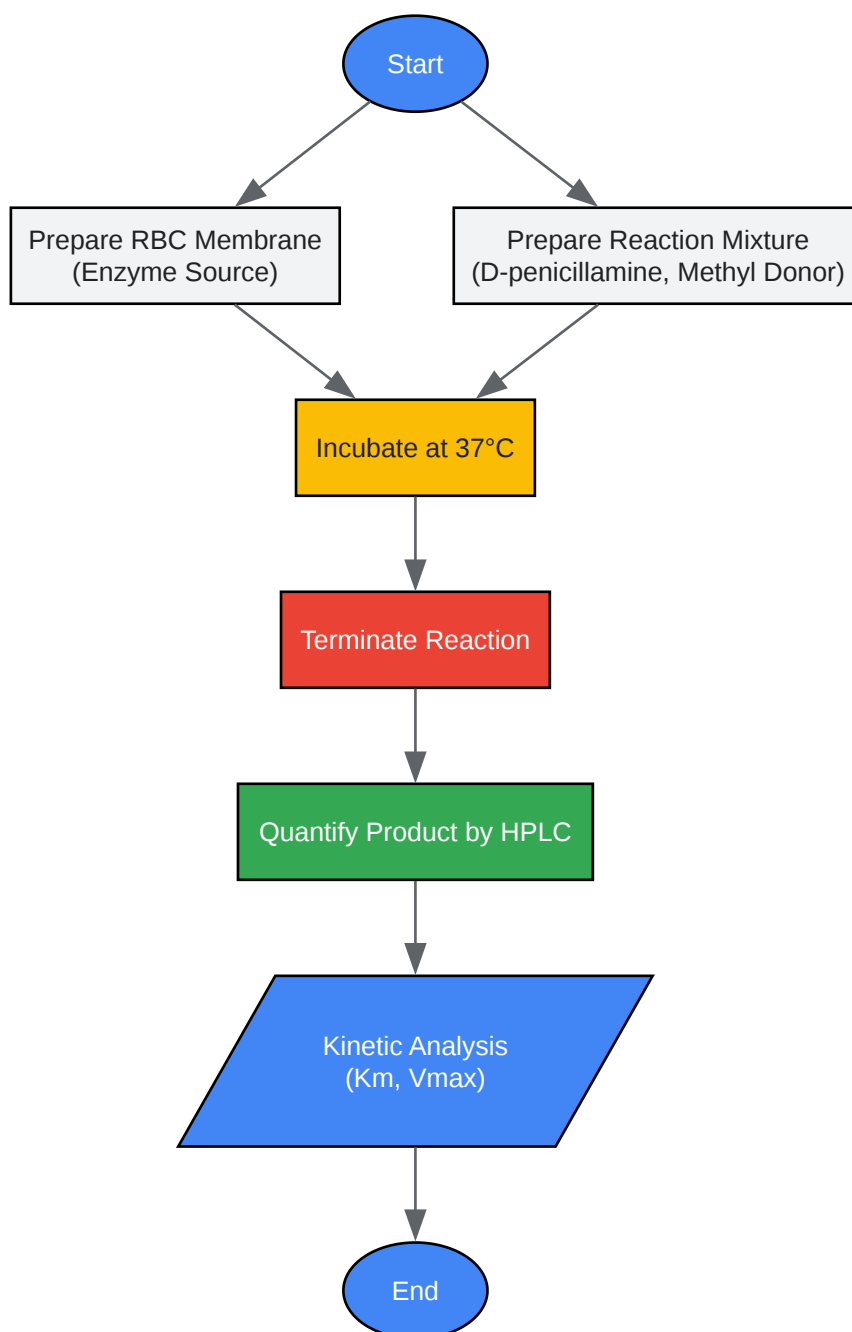 Start
Prepare RBC Membrane
(Enzyme Source)
Prepare Reaction Mixture
(D-penicillamine, Methyl Donor)
Incubate at 37°C
Terminate Reaction
Quantify Product by HPLC
Kinetic Analysis
(Km, Vmax)
End